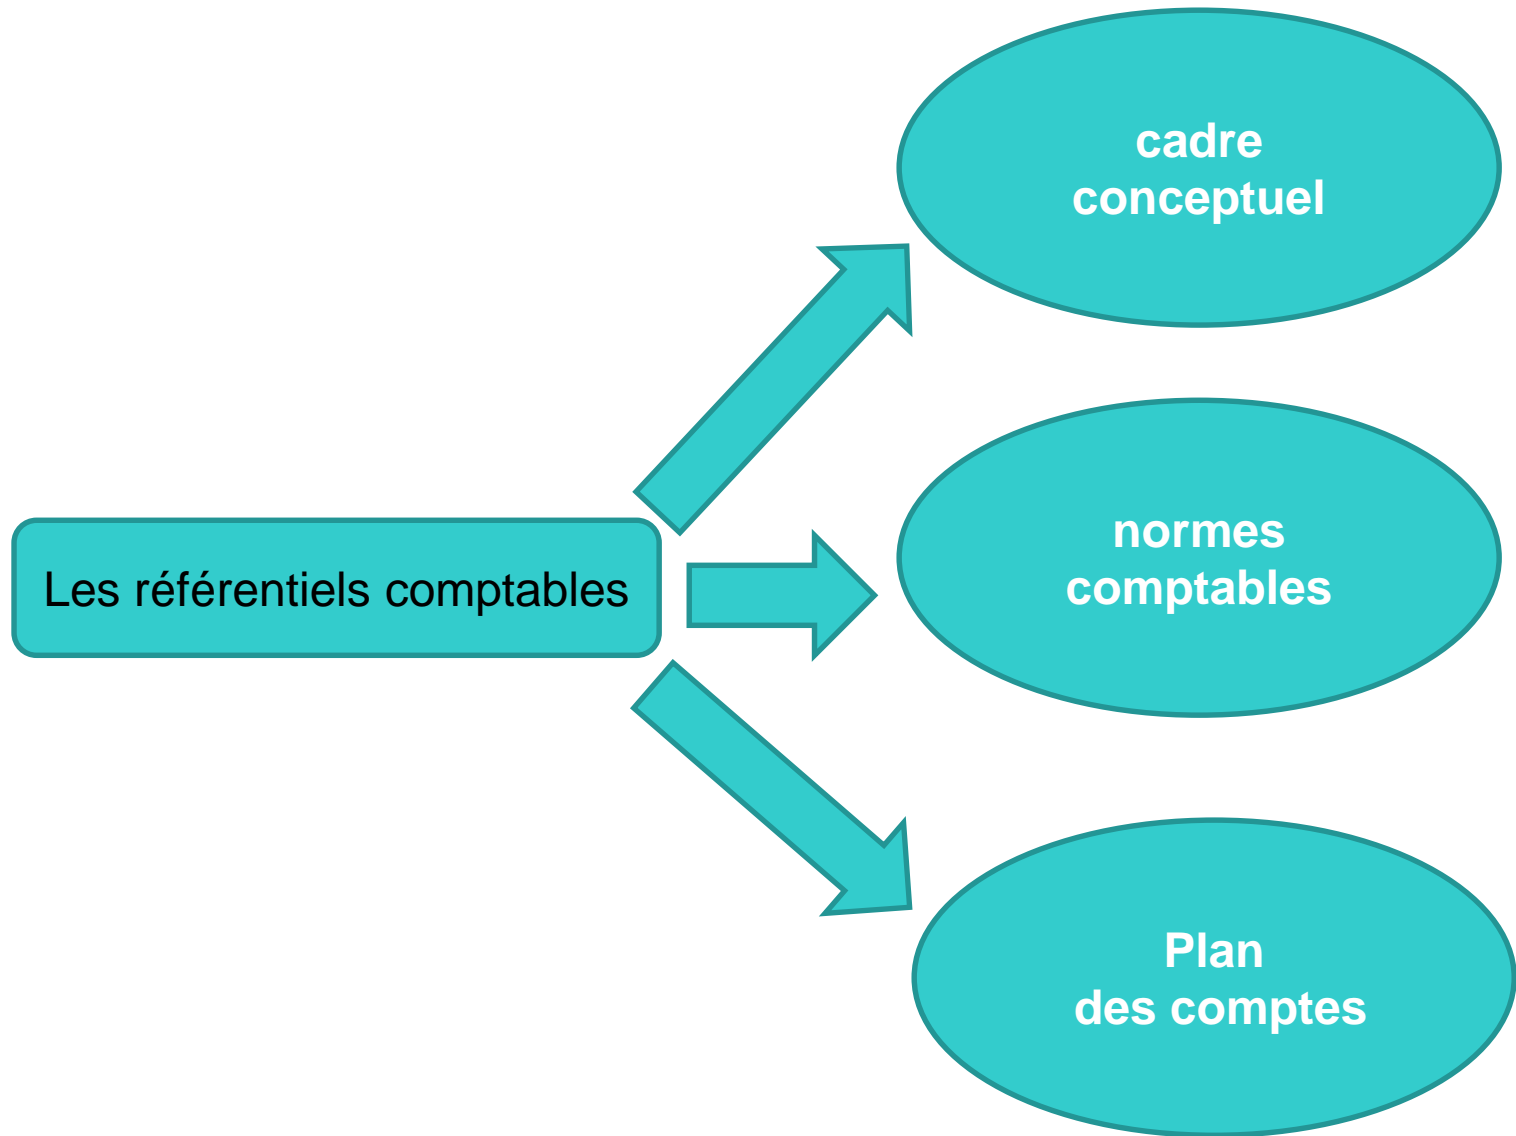 cadre
conceptuel
normes
comptables
Les référentiels comptables
Plan
des comptes